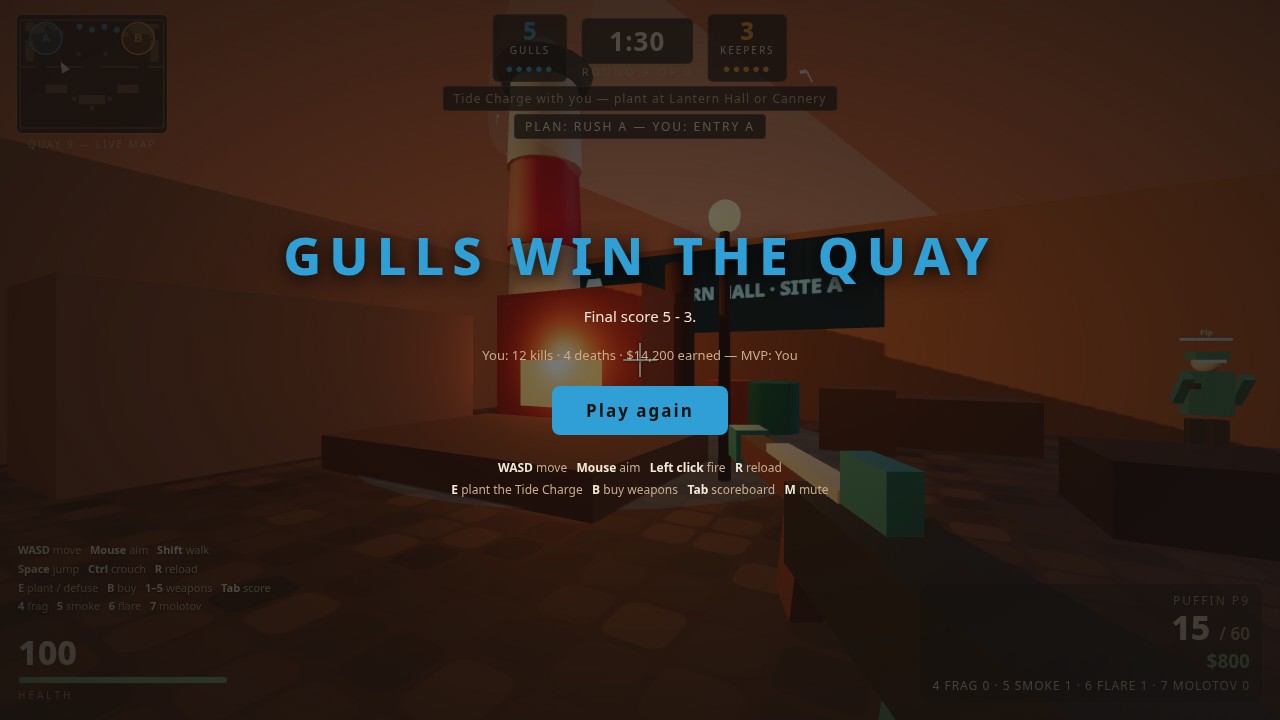 A
B
5
GULLS
1:30
3
KEEPERS
Tide Charge with you — plant at Lantern Hall or Cannery
PLAN: RUSH A — YOU: ENTRY A
QUAY 9 — LIVE MAP
GULLS WIN THE QUAY
HALL · SITE A
Final score 5 - 3.
Pip
You: 12 kills · 4 deaths · $14,200 earned — MVP: You
Play again
WASD move Mouse aim Left click fire R reload
E plant the Tide Charge B buy weapons Tab scoreboard M mute
WASD move Mouse aim Shift walk
Space jump Ctrl crouch R reload
E plant / defuse B buy 1–5 weapons Tab score
4 frag 5 smoke 6 flare 7 molotov
100
HEALTH
PUFFIN P9
15 / 60
$800
4 FRAG 0 · 5 SMOKE 1 · 6 FLARE 1 · 7 MOLOTOV 0